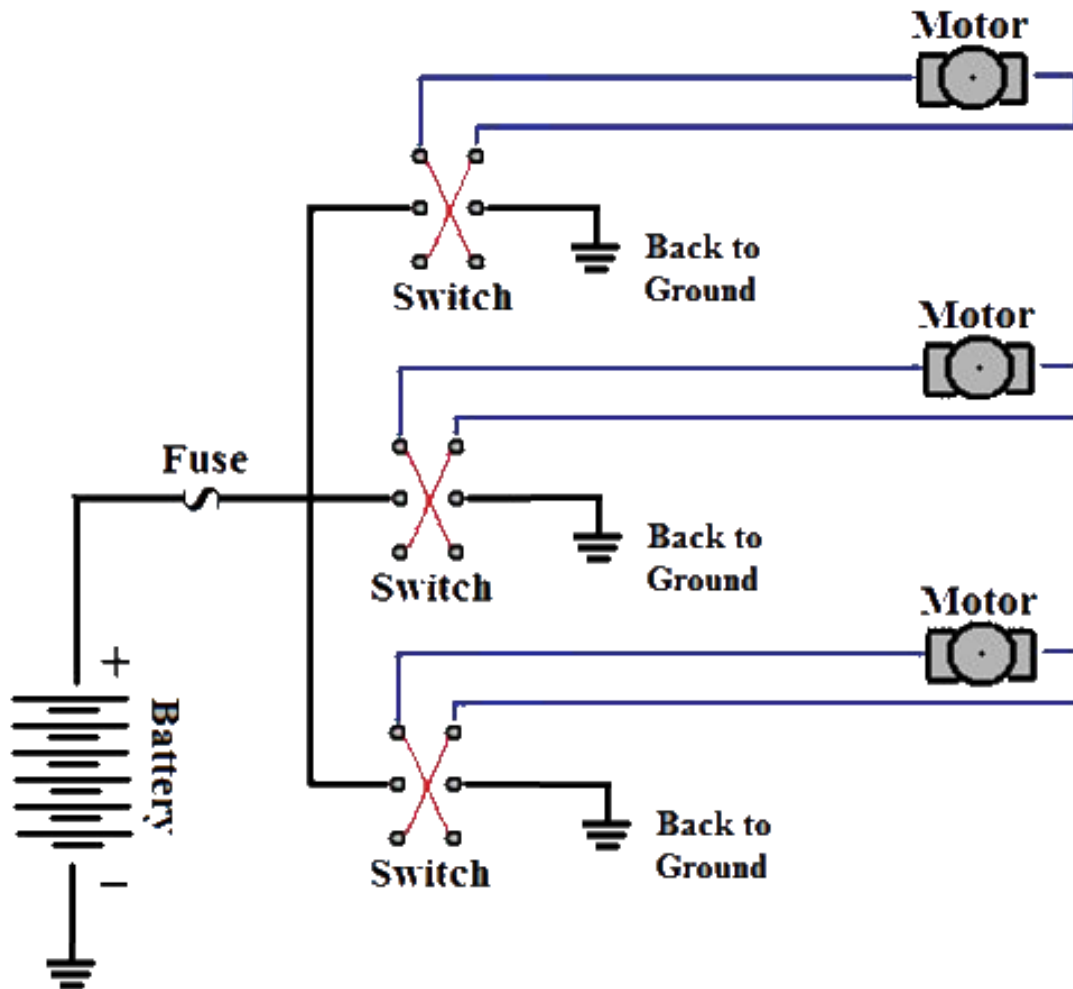 Motor
Back to
Ground
Switch
Motor
Fuse
Back to
Ground
Switch
Motor
+
Battery
Back to
Ground
Switch
−